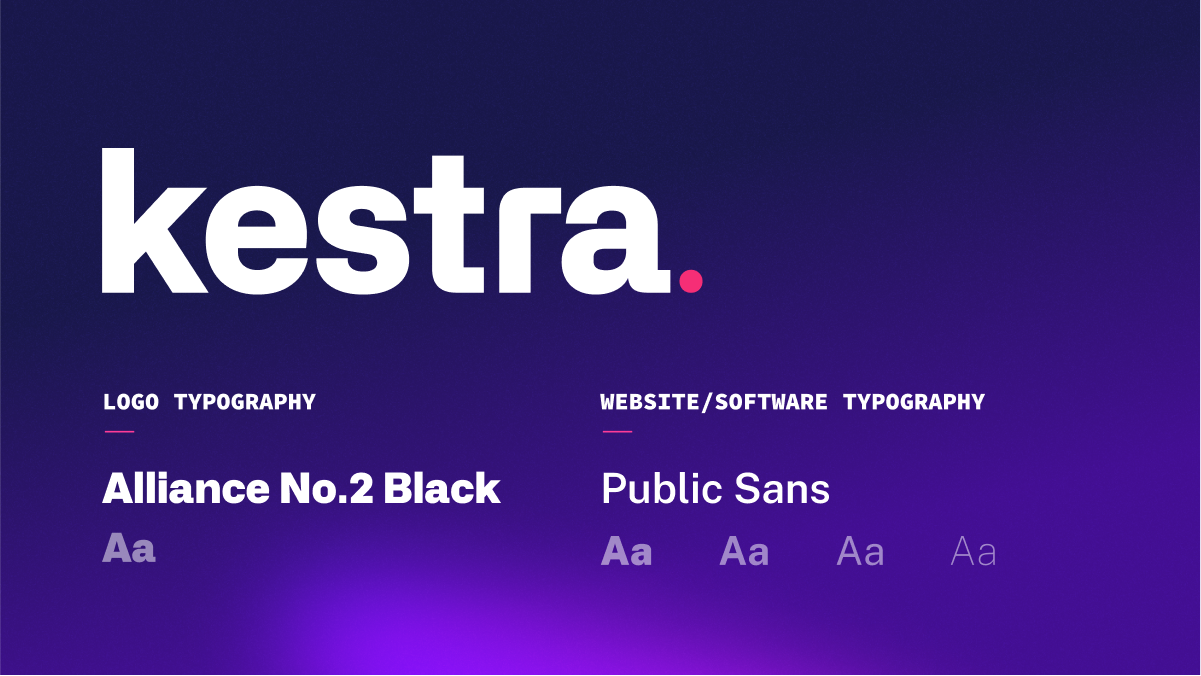 kestra.
LOGO TYPOGRAPHY
Alliance No.2 Black
Aa
WEBSITE/SOFTWARE TYPOGRAPHY
Public Sans
Aa Aa Aa Aa